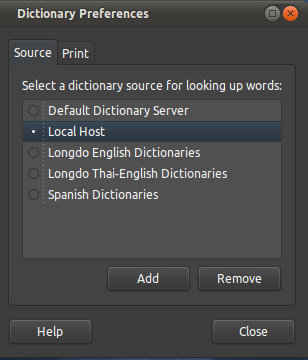 Dictionary Preferences
Source Print
Select a dictionary source for looking up words:
Default Dictionary Server
Local Host
Longdo English Dictionaries
Longdo Thai-English Dictionaries
Spanish Dictionaries
Add Remove
Help Close